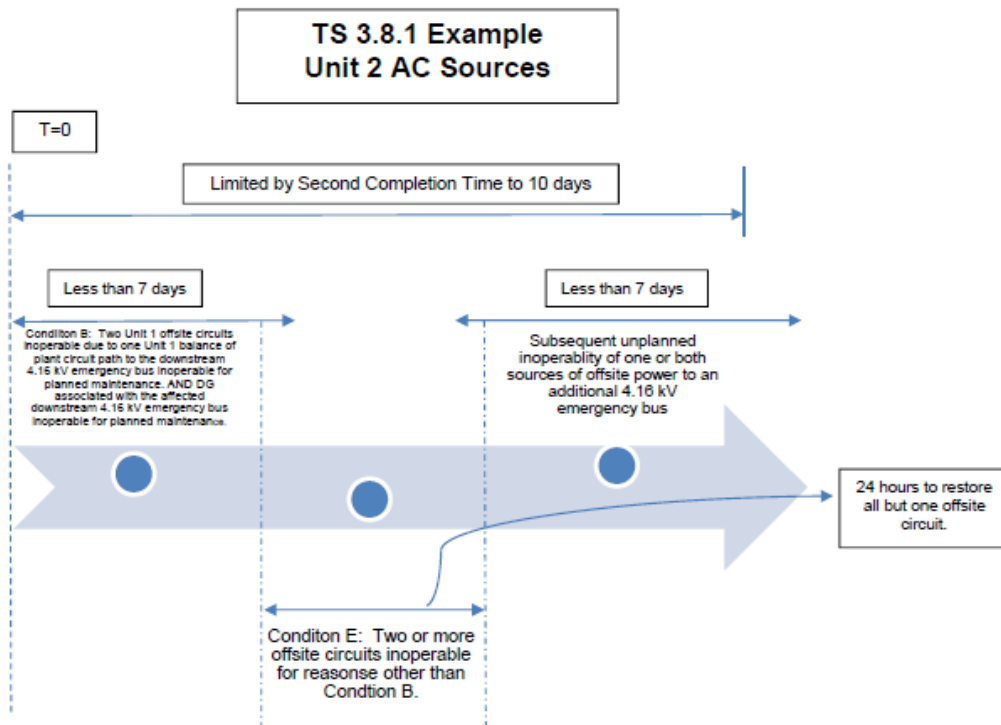 TS 3.8.1 Example
Unit 2 AC Sources
T=0
Limited by Second Completion Time to 10 days
Less than 7 days
Less than 7 days
Conditon B: Two Unit 1 offsite circuits
inoperable due to one Unit 1 balance of
plant circuit path to the downstream
4.16 kV emergency bus inoperable for
planned maintenance. AND DG
associated with the affected
downstream 4.16 kV emergency bus
inoperable for planned maintenance.
Subsequent unplanned
inoperablity of one or both
sources of offsite power to an
additional 4.16 kV
emergency bus
24 hours to restore
all but one offsite
circuit.
Conditon E: Two or more
offsite circuits inoperable
for reasonse other than
Condtion B.